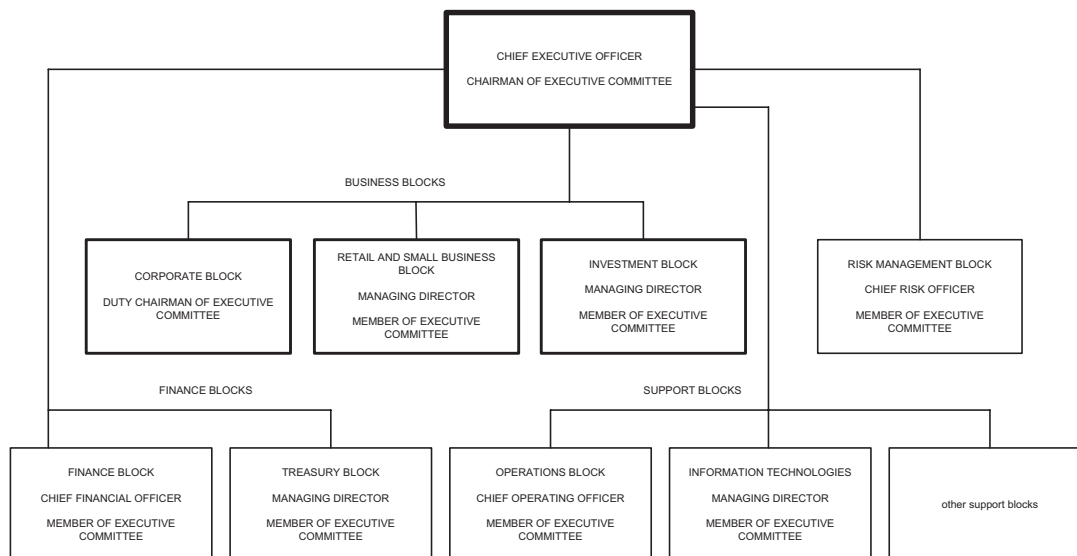 CHIEF EXECUTIVE OFFICER
CHAIRMAN OF EXECUTIVE COMMITTEE
BUSINESS BLOCKS
CORPORATE BLOCK
DUTY CHAIRMAN OF EXECUTIVE
COMMITTEE
RETAIL AND SMALL BUSINESS
BLOCK
MANAGING DIRECTOR
MEMBER OF EXECUTIVE
COMMITTEE
INVESTMENT BLOCK
MANAGING DIRECTOR
MEMBER OF EXECUTIVE
COMMITTEE
RISK MANAGEMENT BLOCK
CHIEF RISK OFFICER
MEMBER OF EXECUTIVE
COMMITTEE
FINANCE BLOCKS
SUPPORT BLOCKS
FINANCE BLOCK
CHIEF FINANCIAL OFFICER
MEMBER OF EXECUTIVE
COMMITTEE
TREASURY BLOCK
MANAGING DIRECTOR
MEMBER OF EXECUTIVE
COMMITTEE
OPERATIONS BLOCK
CHIEF OPERATING OFFICER
MEMBER OF EXECUTIVE
COMMITTEE
INFORMATION TECHNOLOGIES
MANAGING DIRECTOR
MEMBER OF EXECUTIVE
COMMITTEE
other support blocks